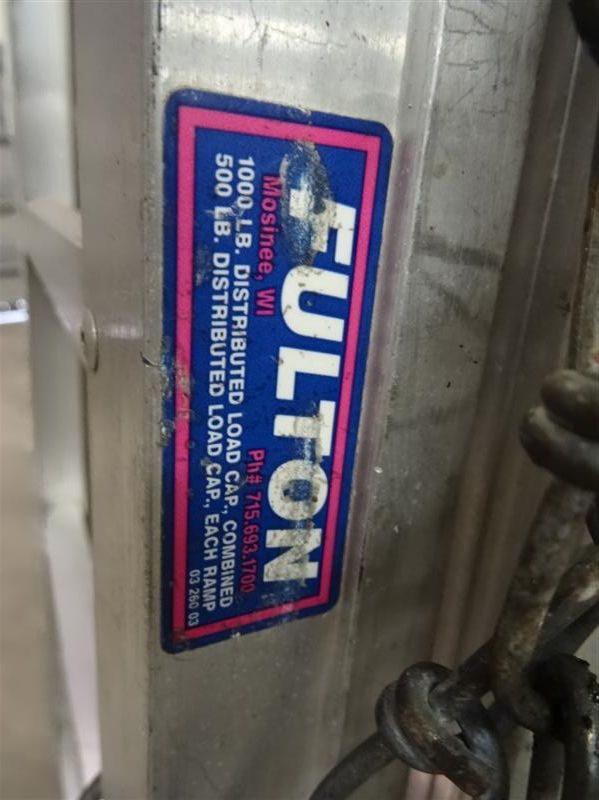 FULTON
Mosinee, WI Ph# 715.693.1700
1000 LB. DISTRIBUTED LOAD CAP., COMBINED
500 LB. DISTRIBUTED LOAD CAP., EACH RAMP
03 260 03